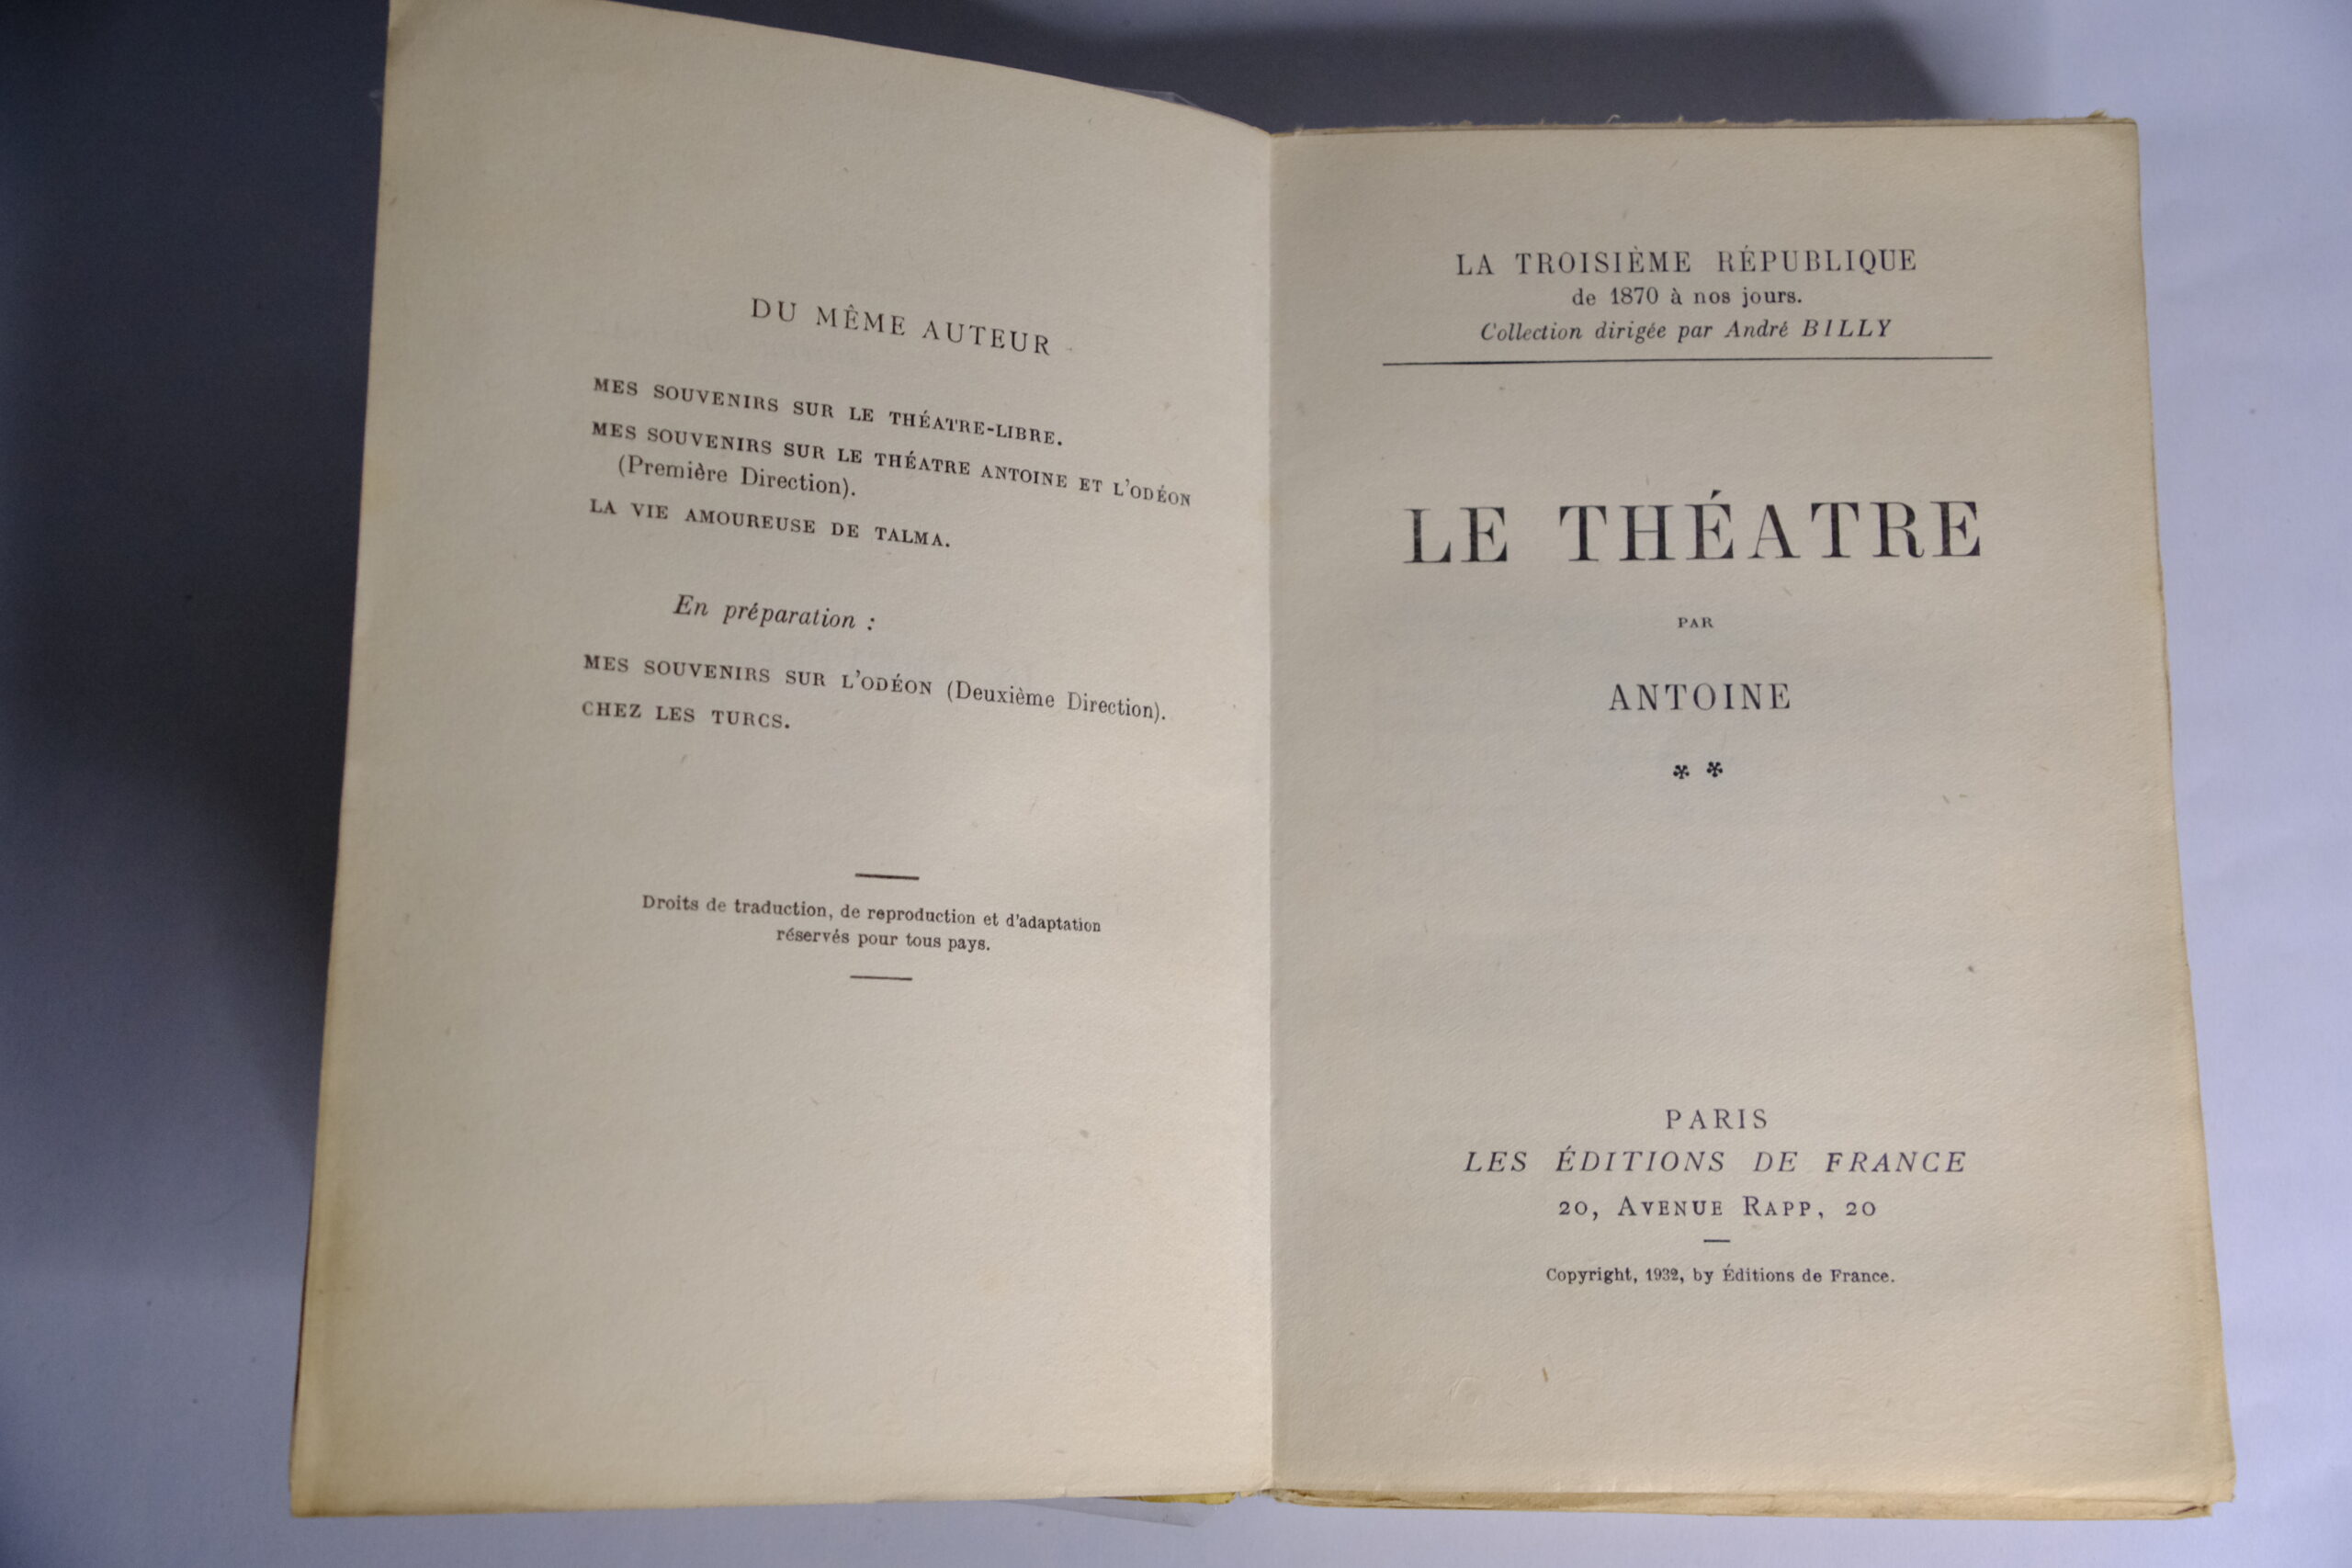 DU MÊME AUTEUR
MES SOUVENIRS SUR LE THÉATRE-LIBRE.
MES SOUVENIRS SUR LE THÉATRE ANTOINE ET L'ODÉON
(Première Direction).
LA VIE AMOUREUSE DE TALMA.
En préparation :
MES SOUVENIRS SUR L'ODÉON (Deuxième Direction).
CHEZ LES TURCS.
Droits de traduction, de reproduction et d'adaptation
réservés pour tous pays.
LA TROISIÈME RÉPUBLIQUE
de 1870 à nos jours.
Collection dirigée par André BILLY
LE THÉATRE
PAR
ANTOINE
* *
PARIS
LES ÉDITIONS DE FRANCE
20, AVENUE RAPP, 20
Copyright, 1932, by Éditions de France.